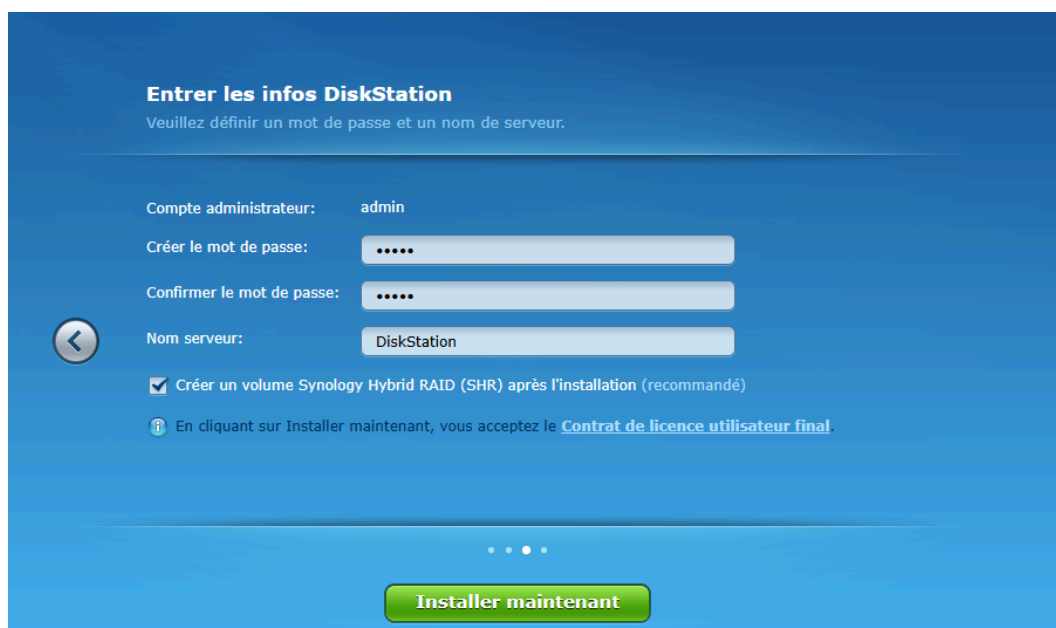 Entrer les infos DiskStation
Veuillez définir un mot de passe et un nom de serveur.
Compte administrateur: admin
Créer le mot de passe: •••••
Confirmer le mot de passe: •••••
Nom serveur: DiskStation
Créer un volume Synology Hybrid RAID (SHR) après l'installation (recommandé)
En cliquant sur Installer maintenant, vous acceptez le Contrat de licence utilisateur final.
Installer maintenant